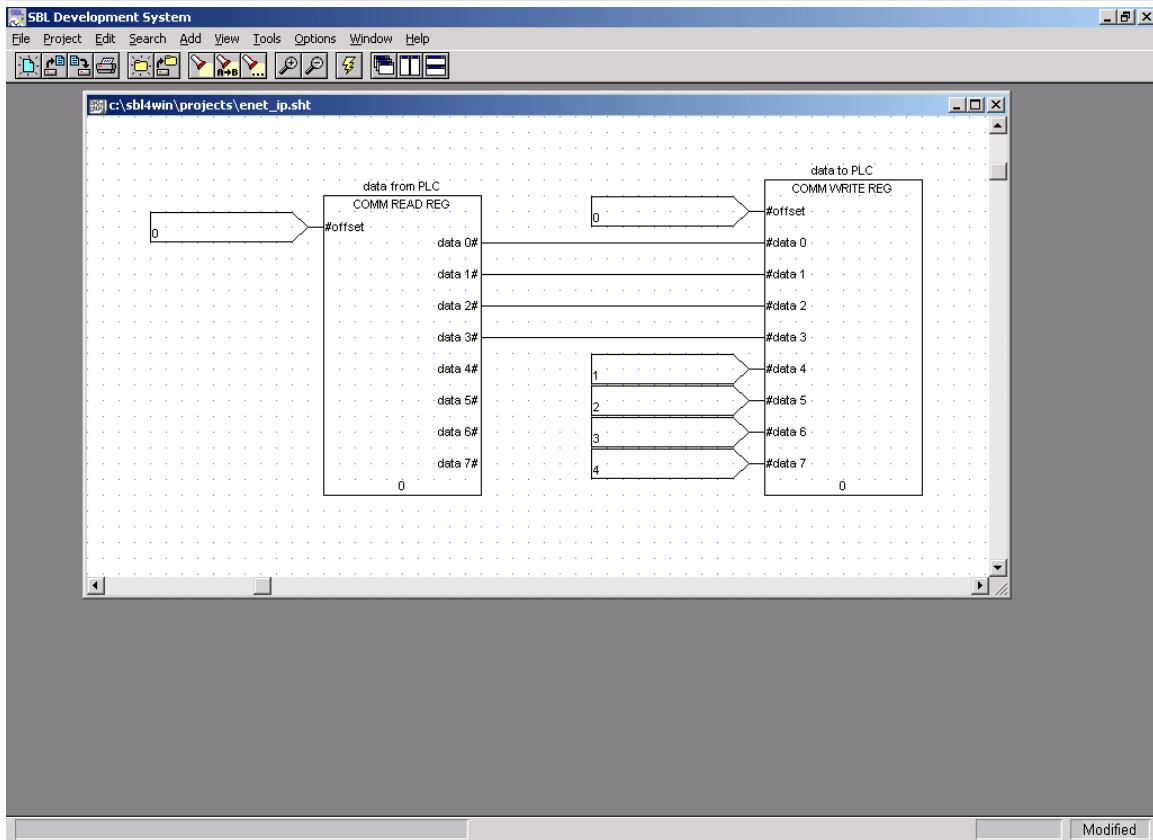 SBL Development System
File Project Edit Search Add View Tools Options Window Help
A→B
c:\sbl4win\projects\enet_ip.sht
data from PLC
COMM READ REG
0
#offset
data 0#
data 1#
data 2#
data 3#
data 4#
data 5#
data 6#
data 7#
0
data to PLC
COMM WRITE REG
0
#offset
#data 0
#data 1
#data 2
#data 3
1
#data 4
2
#data 5
3
#data 6
4
#data 7
0
Modified